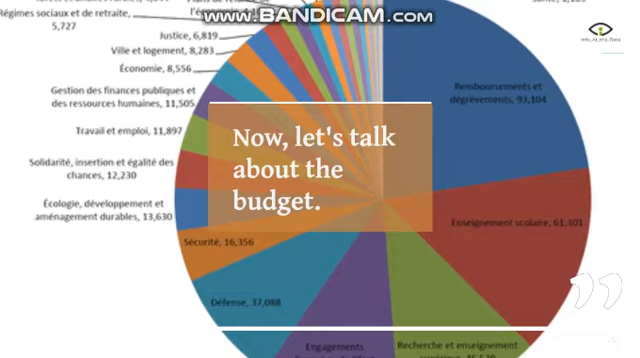 www.BANDICAM.com
Régimes sociaux et de retraite,
5,727
Justice, 6,819
Ville et logement, 8,283
Économie, 8,556
Gestion des finances publiques et
des ressources humaines, 11,505
Travail et emploi, 11,897
Solidarité, insertion et égalité des
chances, 12,230
Écologie, développement et
aménagement durables, 13,630
Sécurité, 16,356
Défense, 37,088
Engagements
Remboursements et
dégrèvements, 93,104
Enseignement scolaire, 61,301
Recherche et enseignement
Now, let's talk
about the
budget.